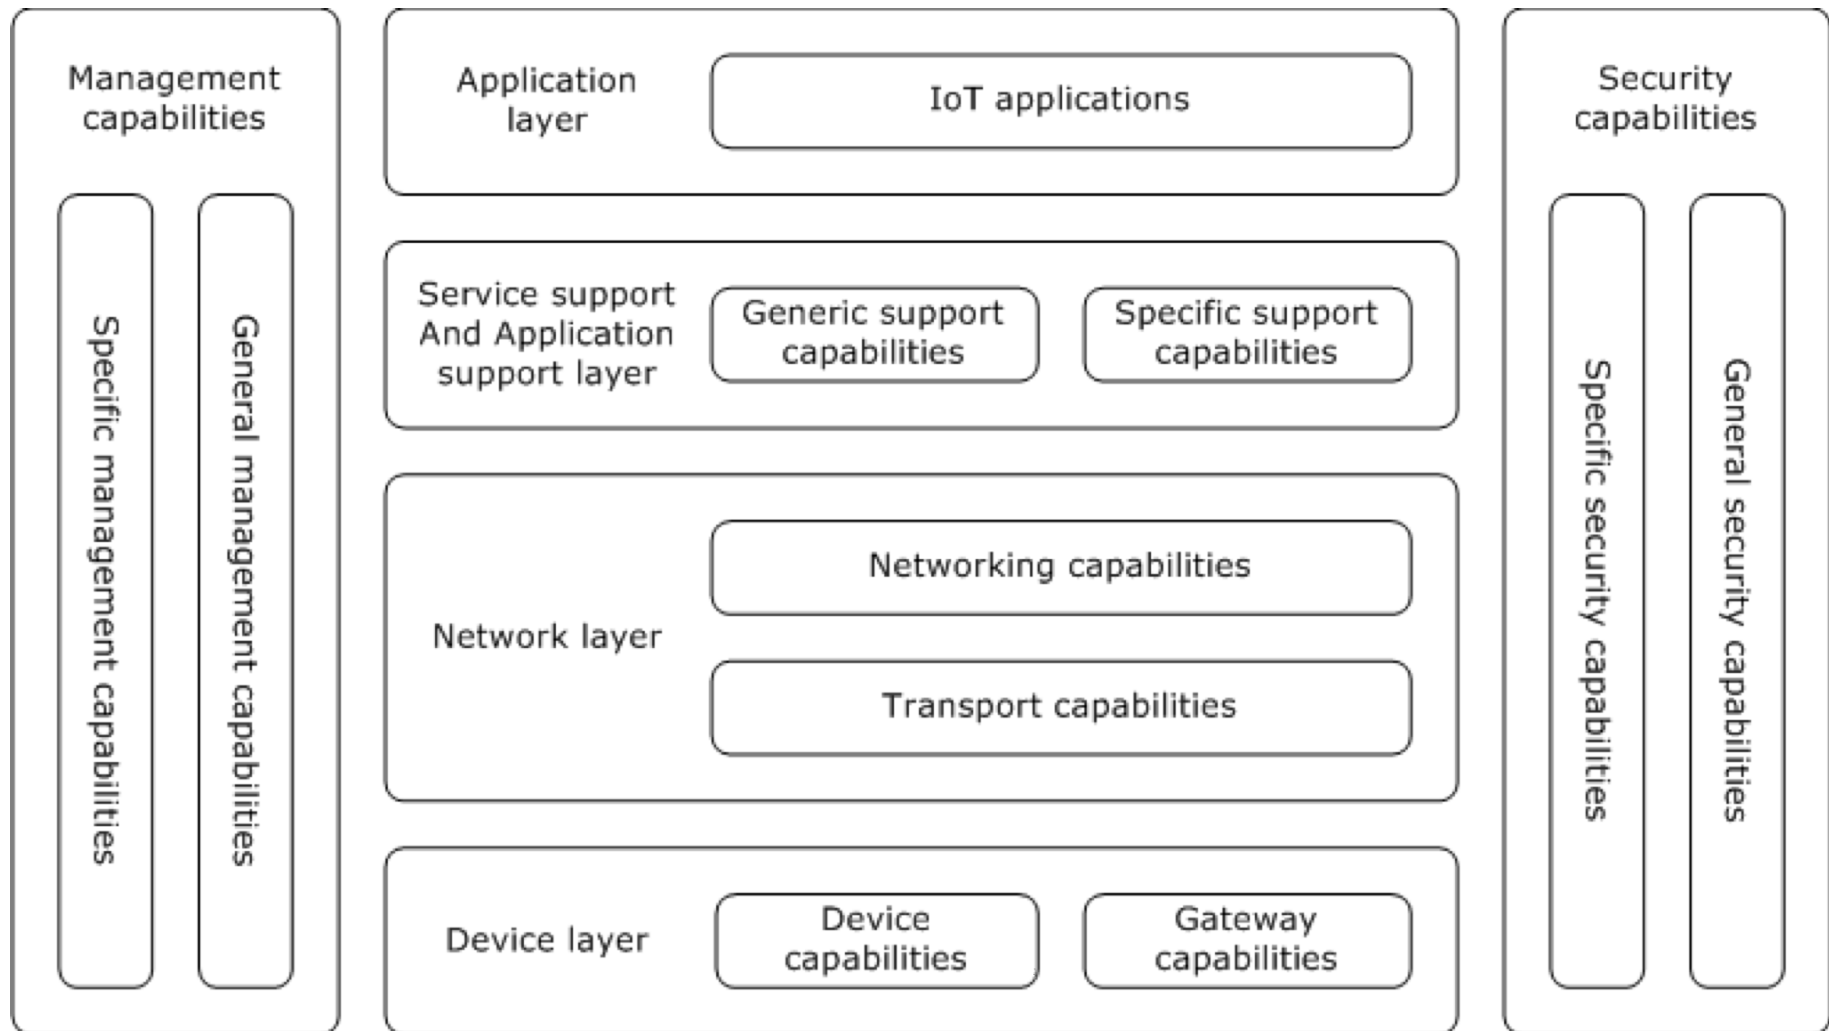 Management
capabilities
Specific management capabilities
General management capabilities
Application
layer
IoT applications
Service support
And Application
support layer
Generic support
capabilities
Specific support
capabilities
Network layer
Networking capabilities
Transport capabilities
Device layer
Device
capabilities
Gateway
capabilities
Security
capabilities
Specific security capabilities
General security capabilities